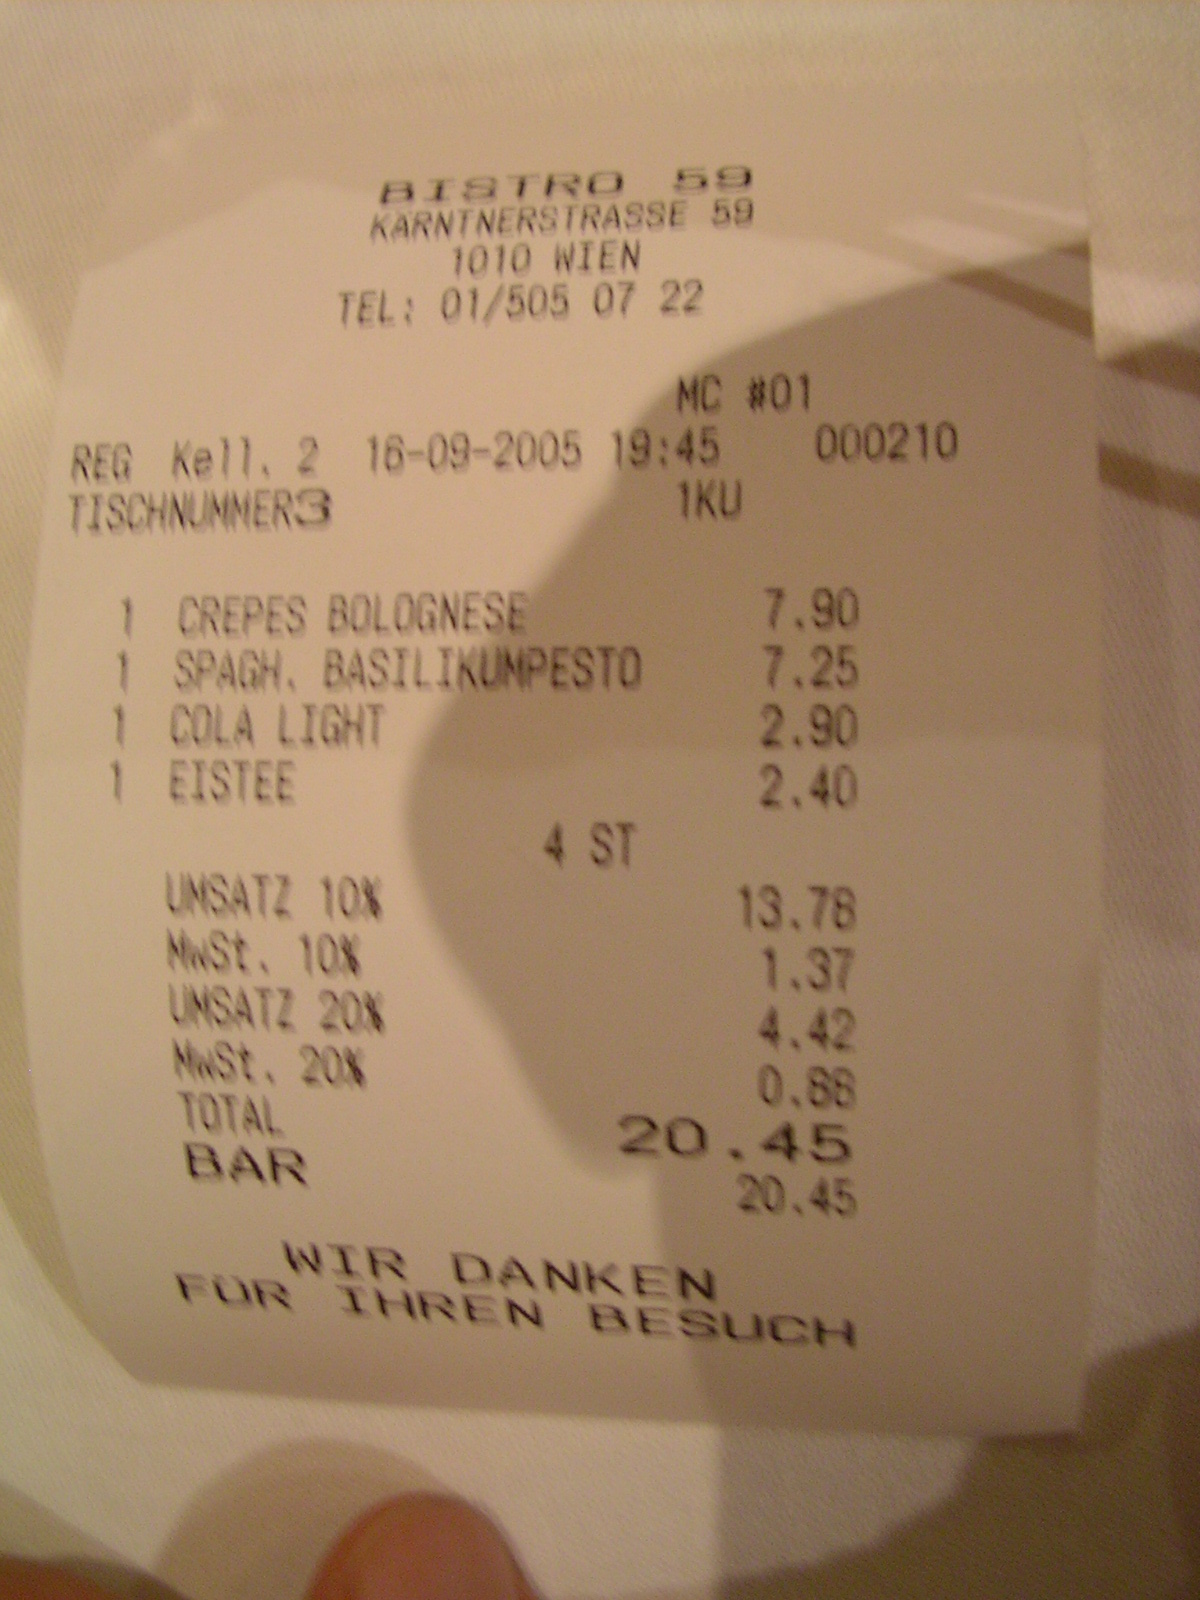 BISTRO 59
KÄRNTNERSTRASSE 59
1010 WIEN
TEL: 01/505 07 22
MC #01
REG Kell. 2 16-09-2005 19:45 000210
TISCHNUMMER3 1KU
1 CREPES BOLOGNESE 7.90
1 SPAGH. BASILIKUMPESTO 7.25
1 COLA LIGHT 2.90
1 EISTEE 2.40
4 ST
UMSATZ 10% 13.78
MwSt. 10% 1.37
UMSATZ 20% 4.42
MwSt. 20% 0.88
TOTAL 20.45
BAR 20.45
WIR DANKEN
FÜR IHREN BESUCH